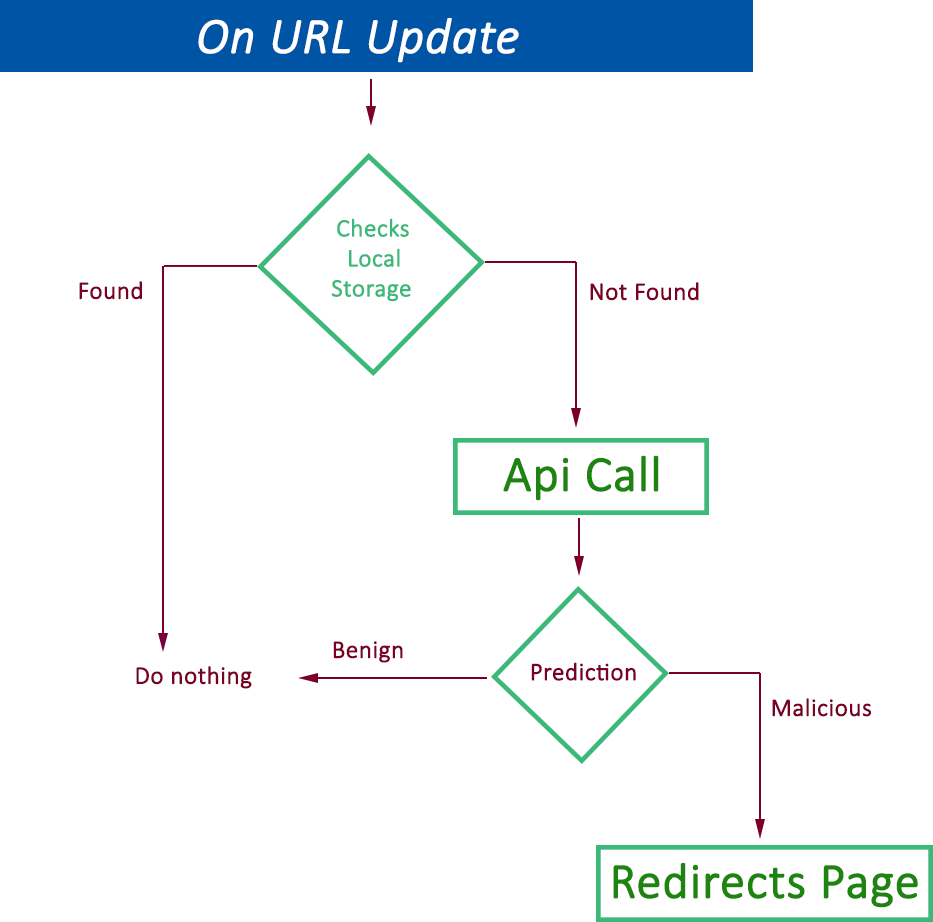 On URL Update
Checks
Local
Storage
Found
Not Found
Api Call
Benign
Prediction
Do nothing
Malicious
Redirects Page